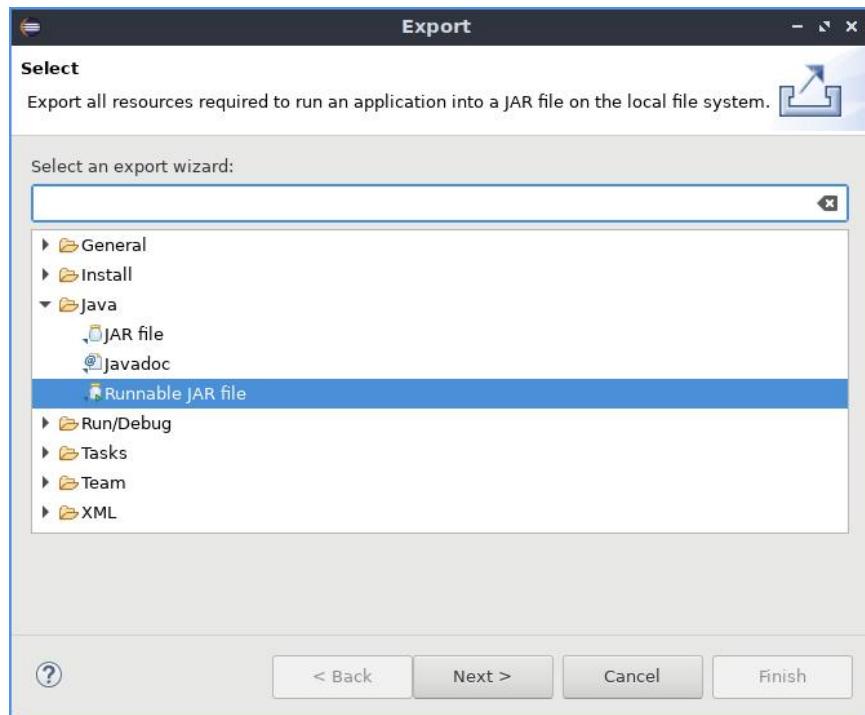 Export
Select
Export all resources required to run an application into a JAR file on the local file system.
Select an export wizard:
General
Install
Java
JAR file
Javadoc
Runnable JAR file
Run/Debug
Tasks
Team
XML
< Back
Next >
Cancel
Finish